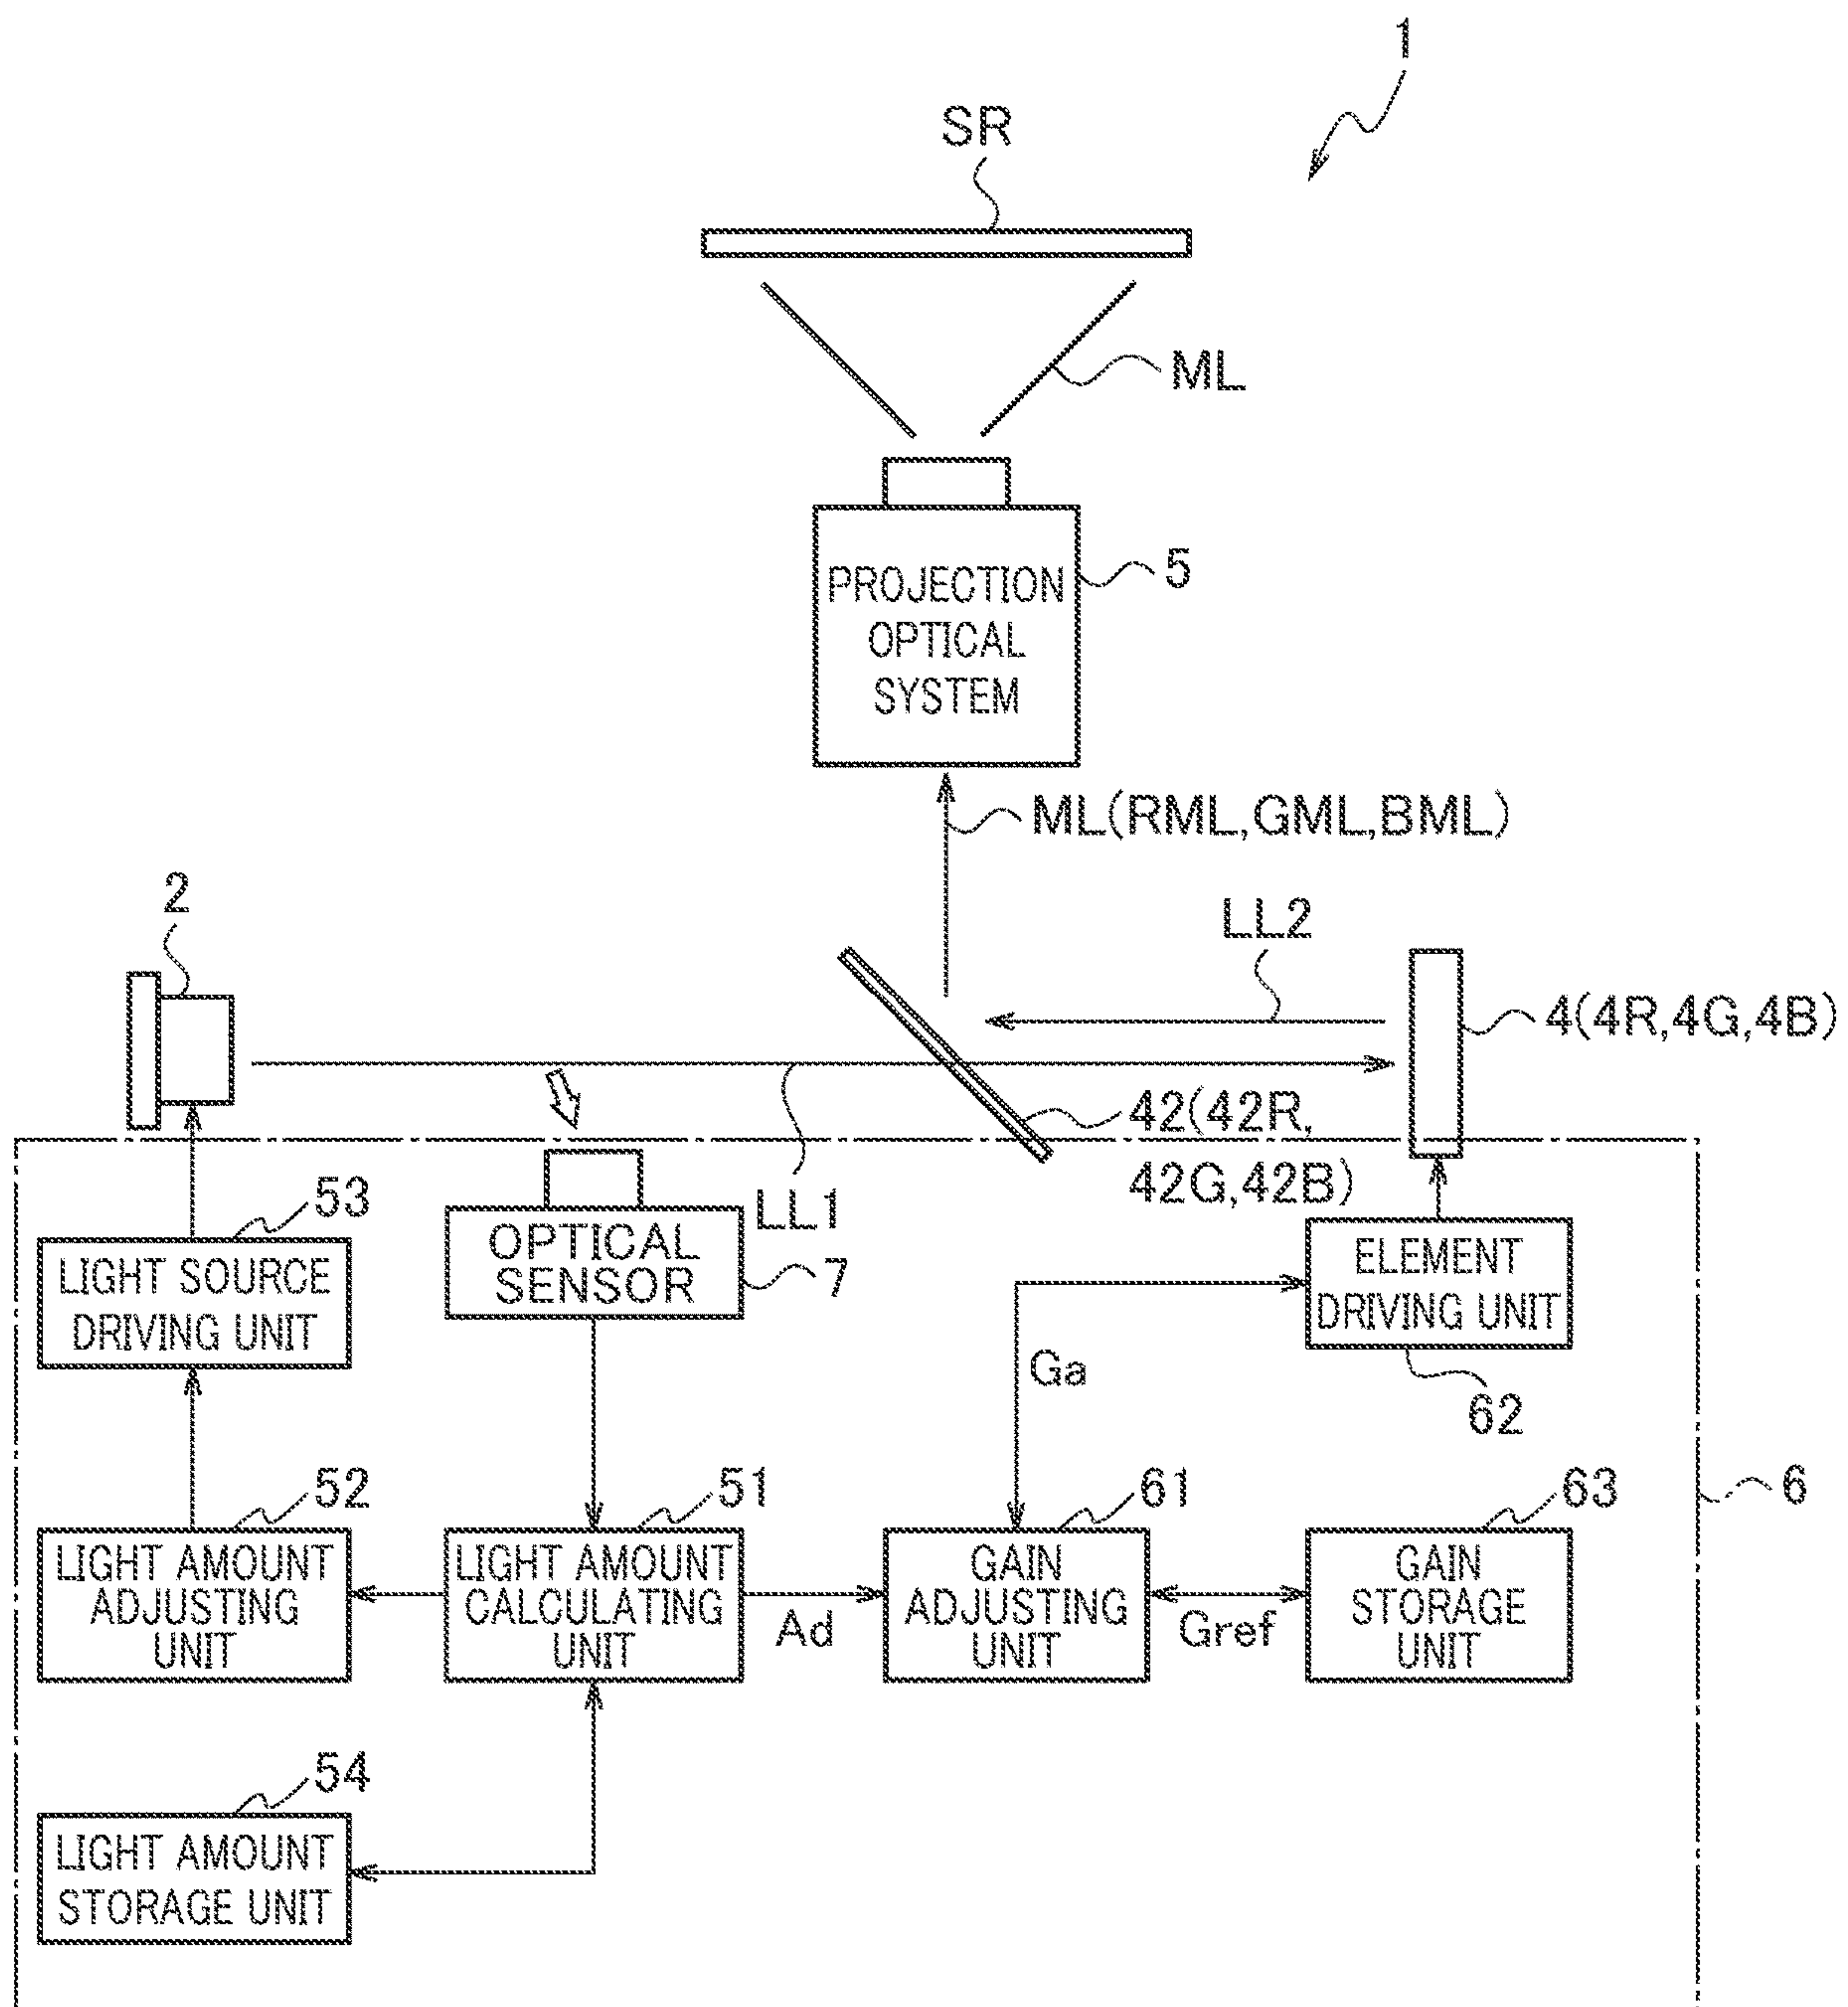 1
SR
ML
5
PROJECTION
OPTICAL
SYSTEM
ML(RML,GML,BML)
2
LL2
4(4R,4G,4B)
42(42R,
42G,42B)
LL1
53
LIGHT SOURCE
DRIVING UNIT
OPTICAL
SENSOR
7
ELEMENT
DRIVING UNIT
62
Ga
52
LIGHT AMOUNT
ADJUSTING
UNIT
51
LIGHT AMOUNT
CALCULATING
UNIT
Ad
61
GAIN
ADJUSTING
UNIT
Gref
63
GAIN
STORAGE
UNIT
6
54
LIGHT AMOUNT
STORAGE UNIT